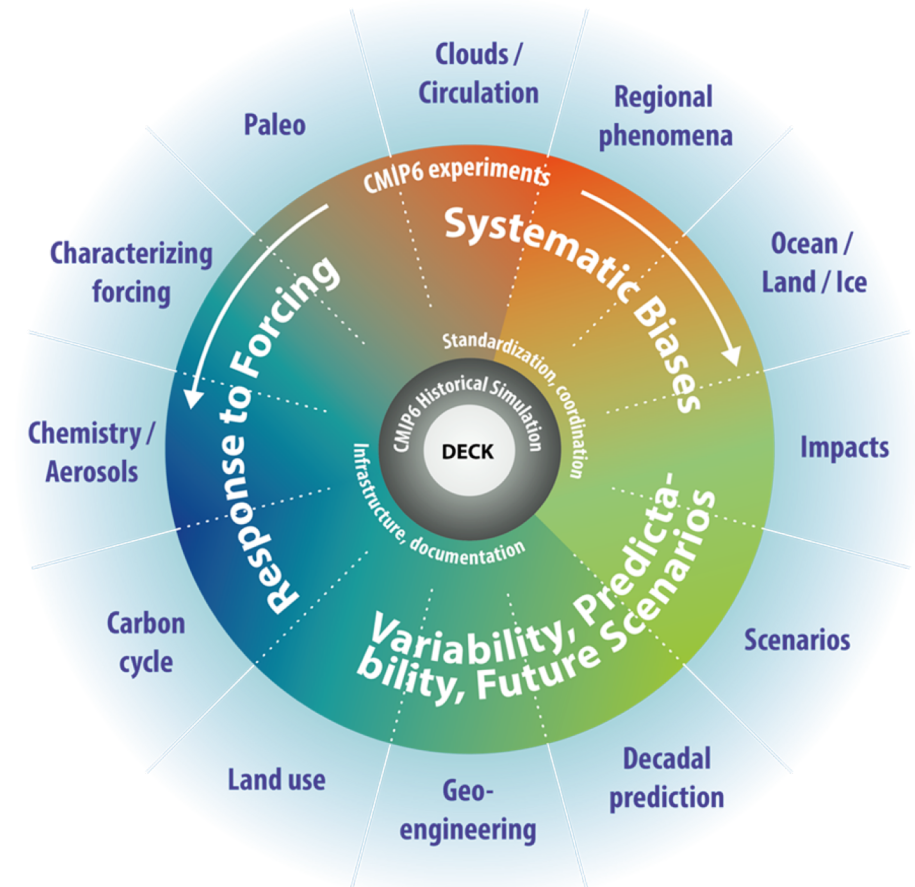 Clouds /
Circulation
Regional
phenomena
Ocean /
Land / Ice
Impacts
Scenarios
Decadal
prediction
Geo-
engineering
Land use
Carbon
cycle
Chemistry /
Aerosols
Characterizing
forcing
Paleo
CMIP6 experiments
Systematic Biases
Variability, Predicta-
bility, Future Scenarios
Response to Forcing
Standardization, coordination
Infrastructure, documentation
CMIP6 Historical Simulation
DECK